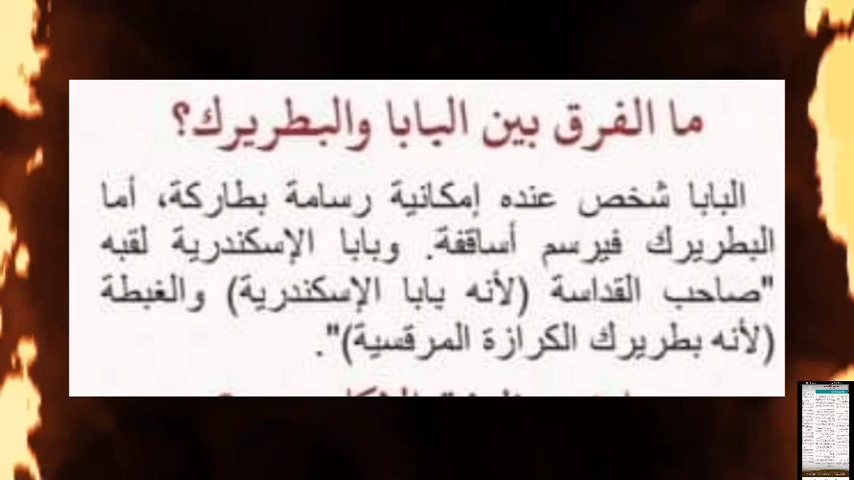 ما الفرق بين البابا والبطريرك؟
البابا شخص عنده إمكانية رسامة بطاركة، أما
البطريرك فيرسم أساقفة. وبابا الإسكندرية لقبه
"صاحب القداسة (لأنه بابا الإسكندرية) والغبطة
(لأنه بطريرك الكرازة المرقسية)".